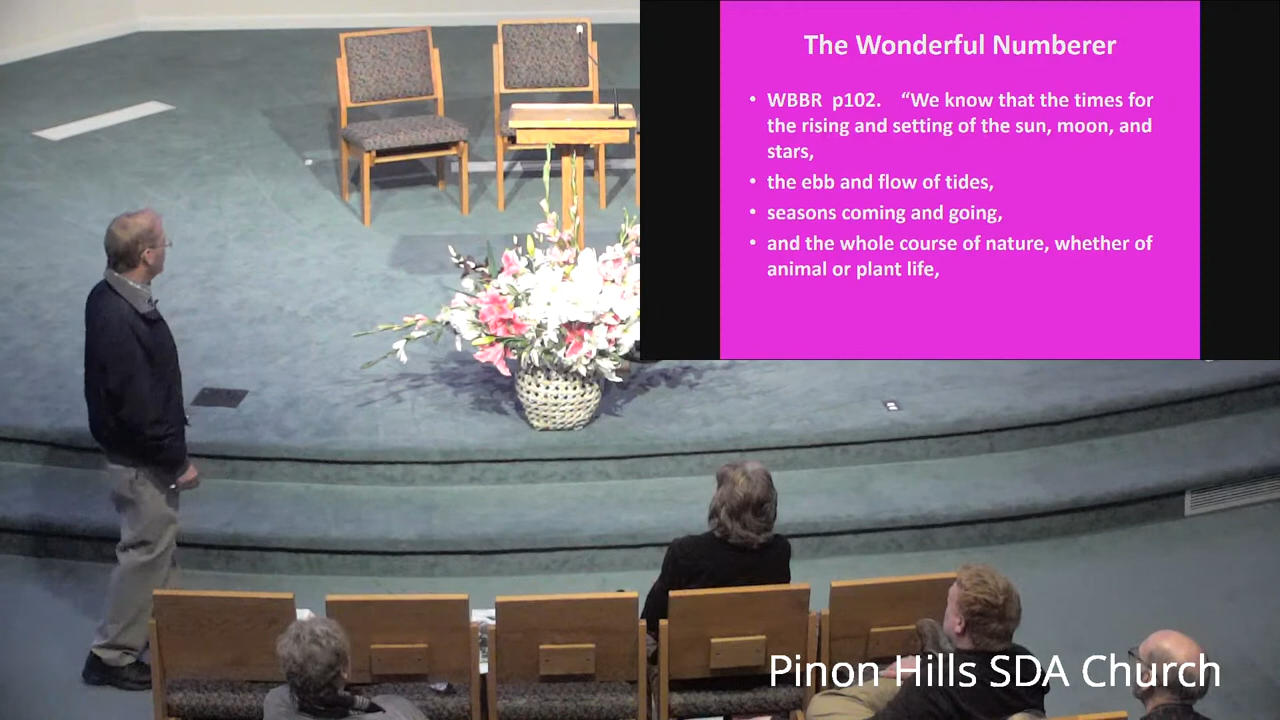 The Wonderful Numberer
• WBBR p102. “We know that the times for
the rising and setting of the sun, moon, and
stars,
• the ebb and flow of tides,
• seasons coming and going,
• and the whole course of nature, whether of
animal or plant life,
Pinon Hills SDA Church